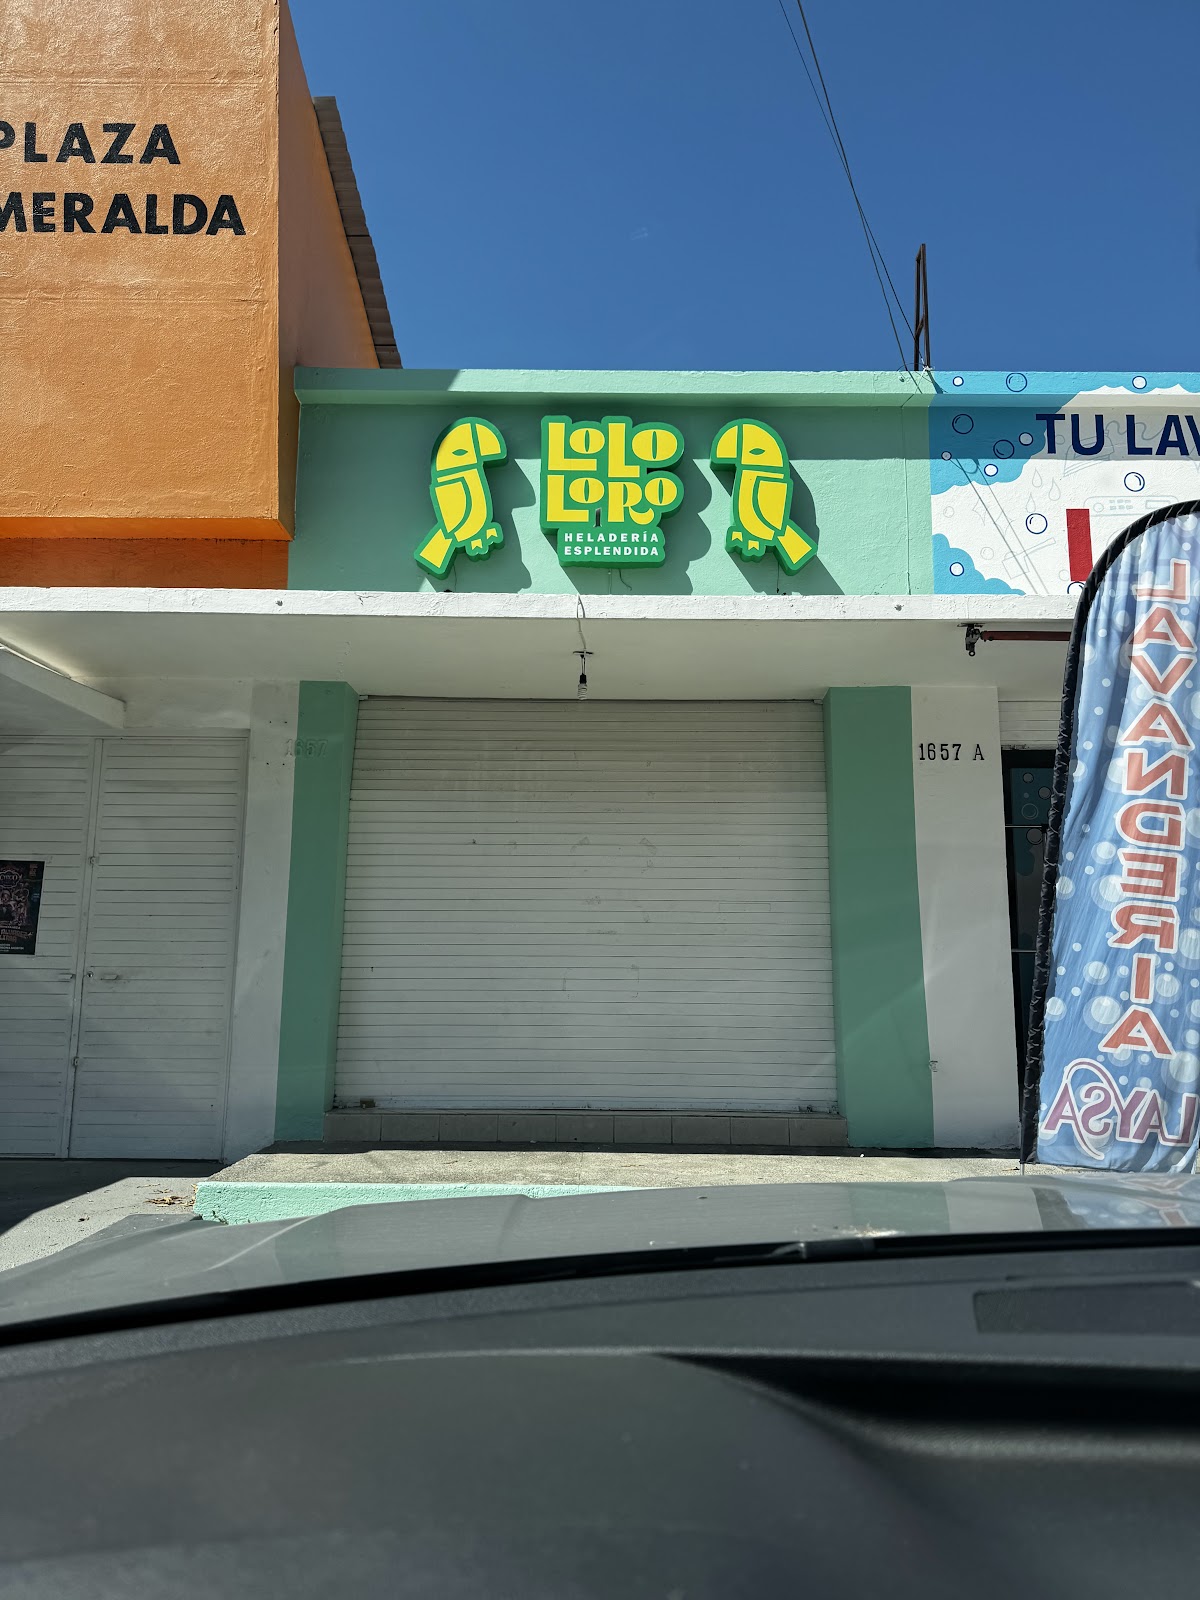 PLAZA
MERALDA
LOLO
LORO
HELADERÍA
ESPLENDIDA
TU LAV
1657
1657 A
LAVANDERIA
LAYSA